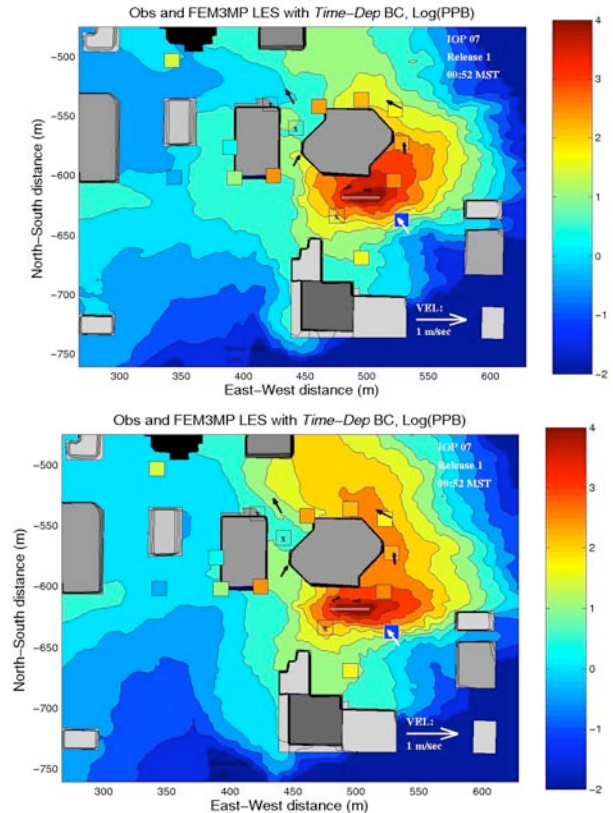 Obs and FEM3MP LES with Time-Dep BC, Log(PPB)
IOP 07
Release 1
00:52 MST
−500
−550
−600
−650
−700
−750
North−South distance (m)
x
x
VEL:
1 m/sec
300 350 400 450 500 550 600
East−West distance (m)
4
3
2
1
0
−1
−2
Obs and FEM3MP LES with Time-Dep BC, Log(PPB)
IOP 07
Release 1
00:52 MST
−500
−550
−600
−650
−700
−750
North−South distance (m)
x
x
VEL:
1 m/sec
300 350 400 450 500 550 600
East−West distance (m)
4
3
2
1
0
−1
−2